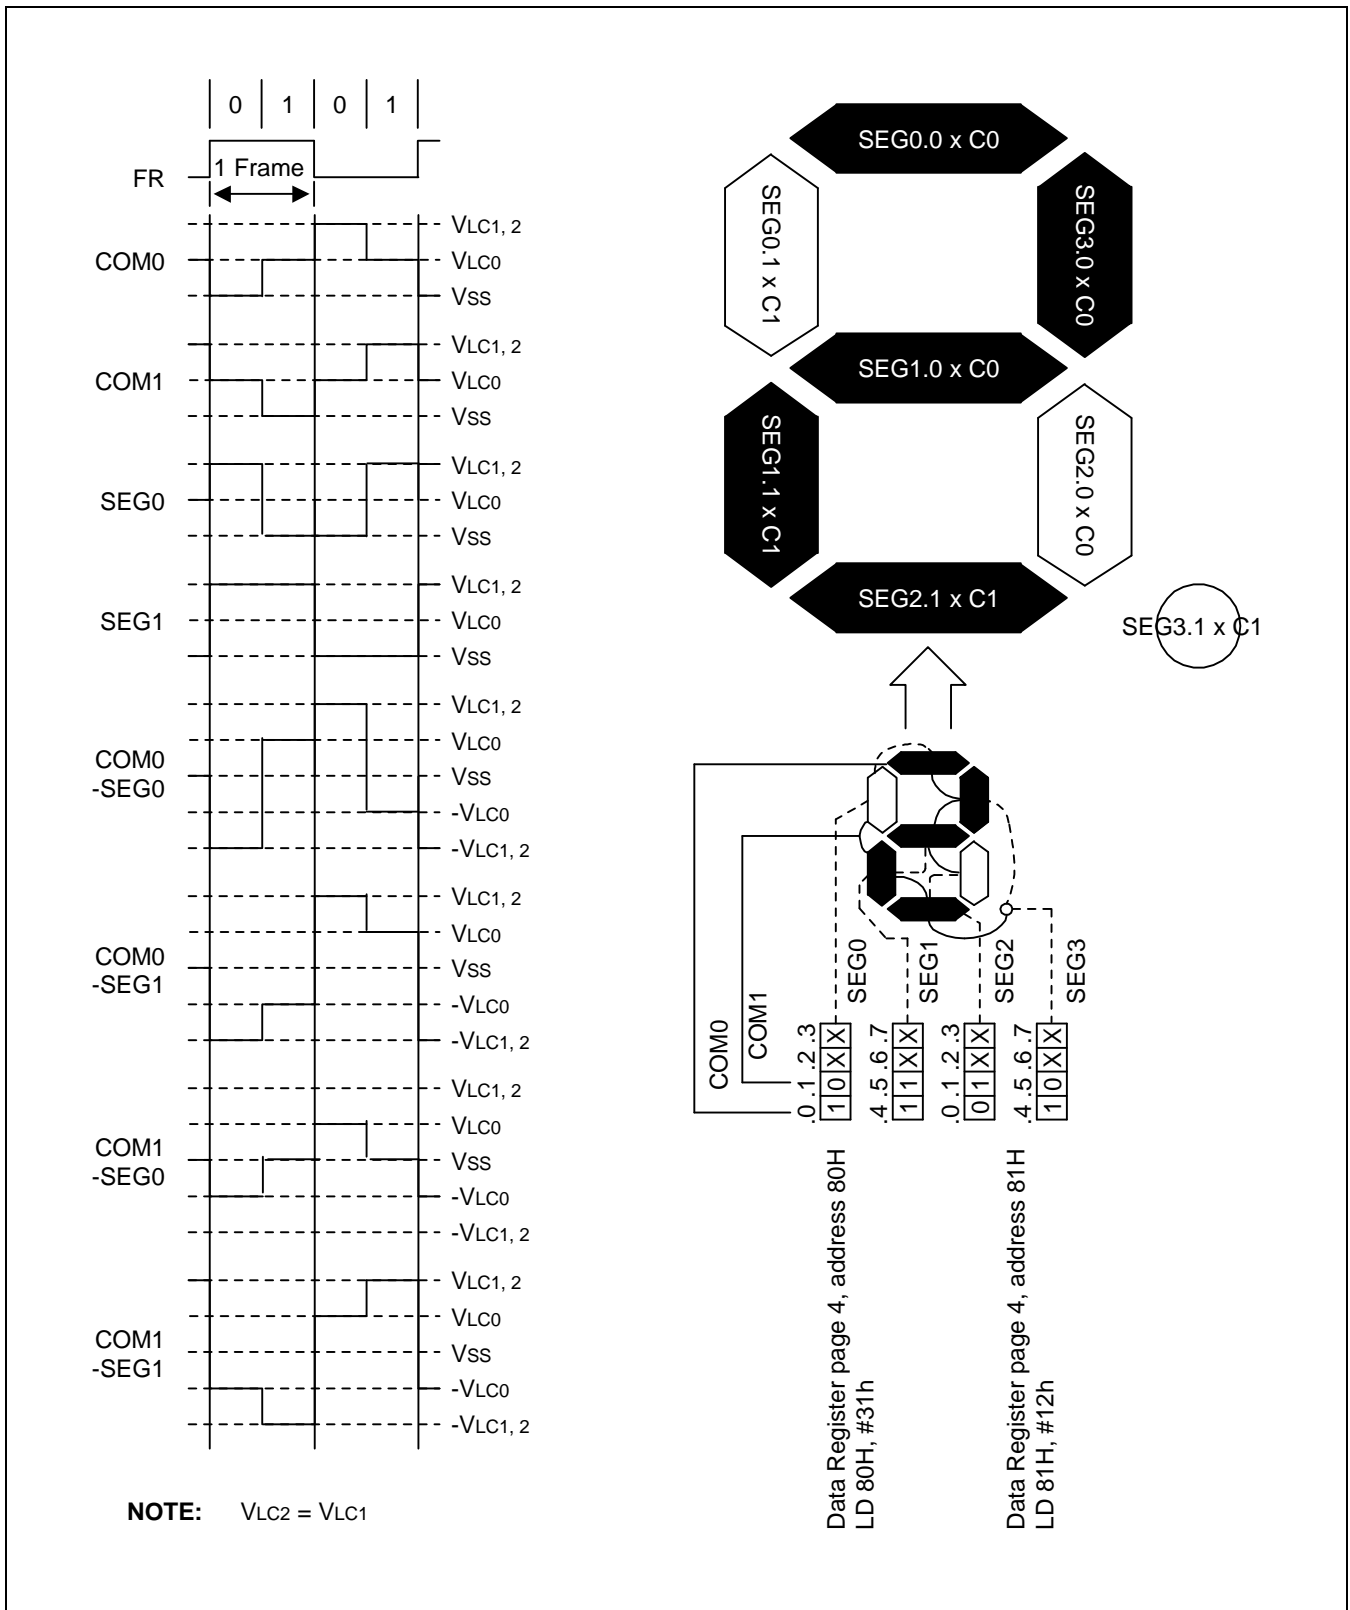 0 1 0 1
FR
1 Frame
COM0
VLC1, 2
VLC0
VSS
COM1
VLC1, 2
VLC0
VSS
SEG0
VLC1, 2
VLC0
VSS
SEG1
VLC1, 2
VLC0
VSS
COM0
-SEG0
VLC1, 2
VLC0
VSS
-VLC0
-VLC1, 2
COM0
-SEG1
VLC1, 2
VLC0
VSS
-VLC0
-VLC1, 2
COM1
-SEG0
VLC1, 2
VLC0
VSS
-VLC0
-VLC1, 2
COM1
-SEG1
VLC1, 2
VLC0
VSS
-VLC0
-VLC1, 2
NOTE: VLC2 = VLC1
SEG0.0 x C0
SEG0.1 x C1
SEG3.0 x C0
SEG1.0 x C0
SEG1.1 x C1
SEG2.0 x C0
SEG2.1 x C1
SEG3.1 x C1
COM0
COM1
SEG0
SEG1
SEG2
SEG3
.0 .1 .2 .3
1 0 X X
.4 .5 .6 .7
1 1 X X
.0 .1 .2 .3
0 1 X X
.4 .5 .6 .7
1 0 X X
Data Register page 4, address 80H
LD 80H, #31h
Data Register page 4, address 81H
LD 81H, #12h